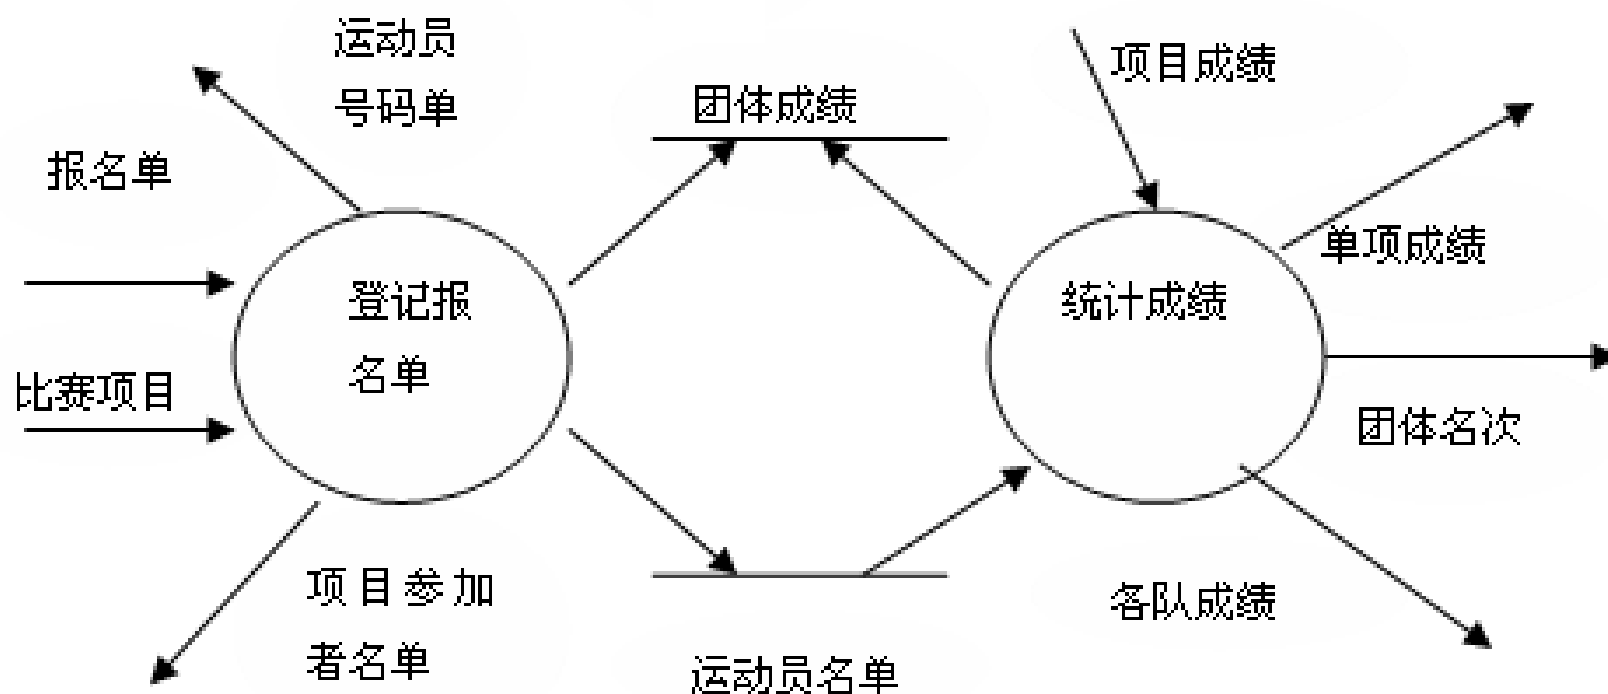 运动员
号码单
报名单
团体成绩
项目成绩
单项成绩
登记报
名单
统计成绩
比赛项目
团体名次
项目参加
者名单
各队成绩
运动员名单